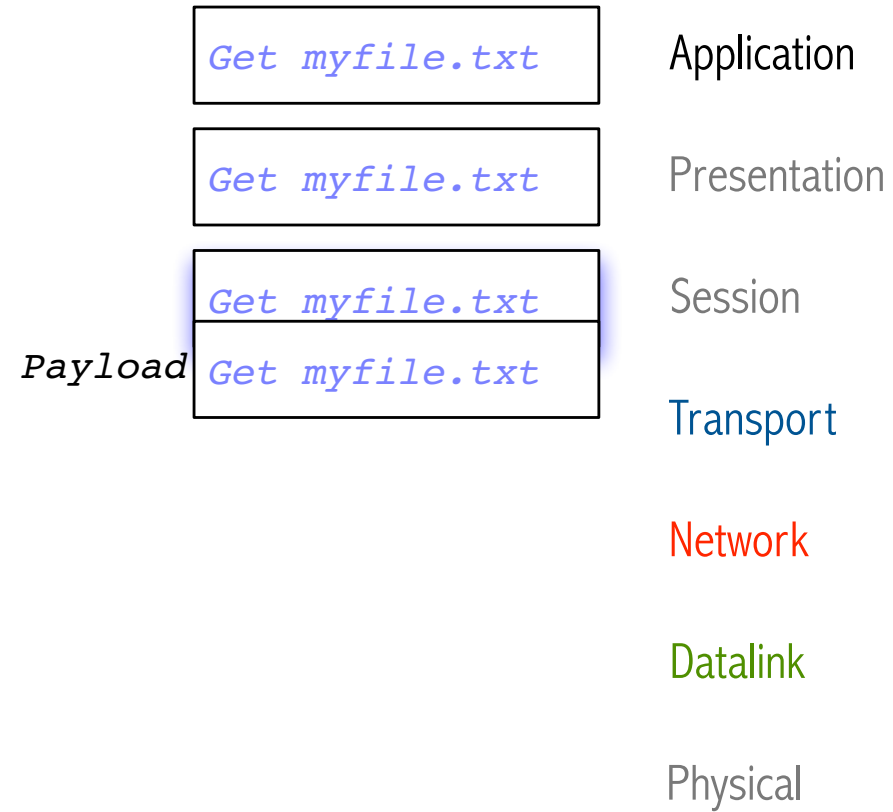 Get myfile.txt Application
Get myfile.txt Presentation
Get myfile.txt Session
Payload Get myfile.txt
Transport
Network
Datalink
Physical